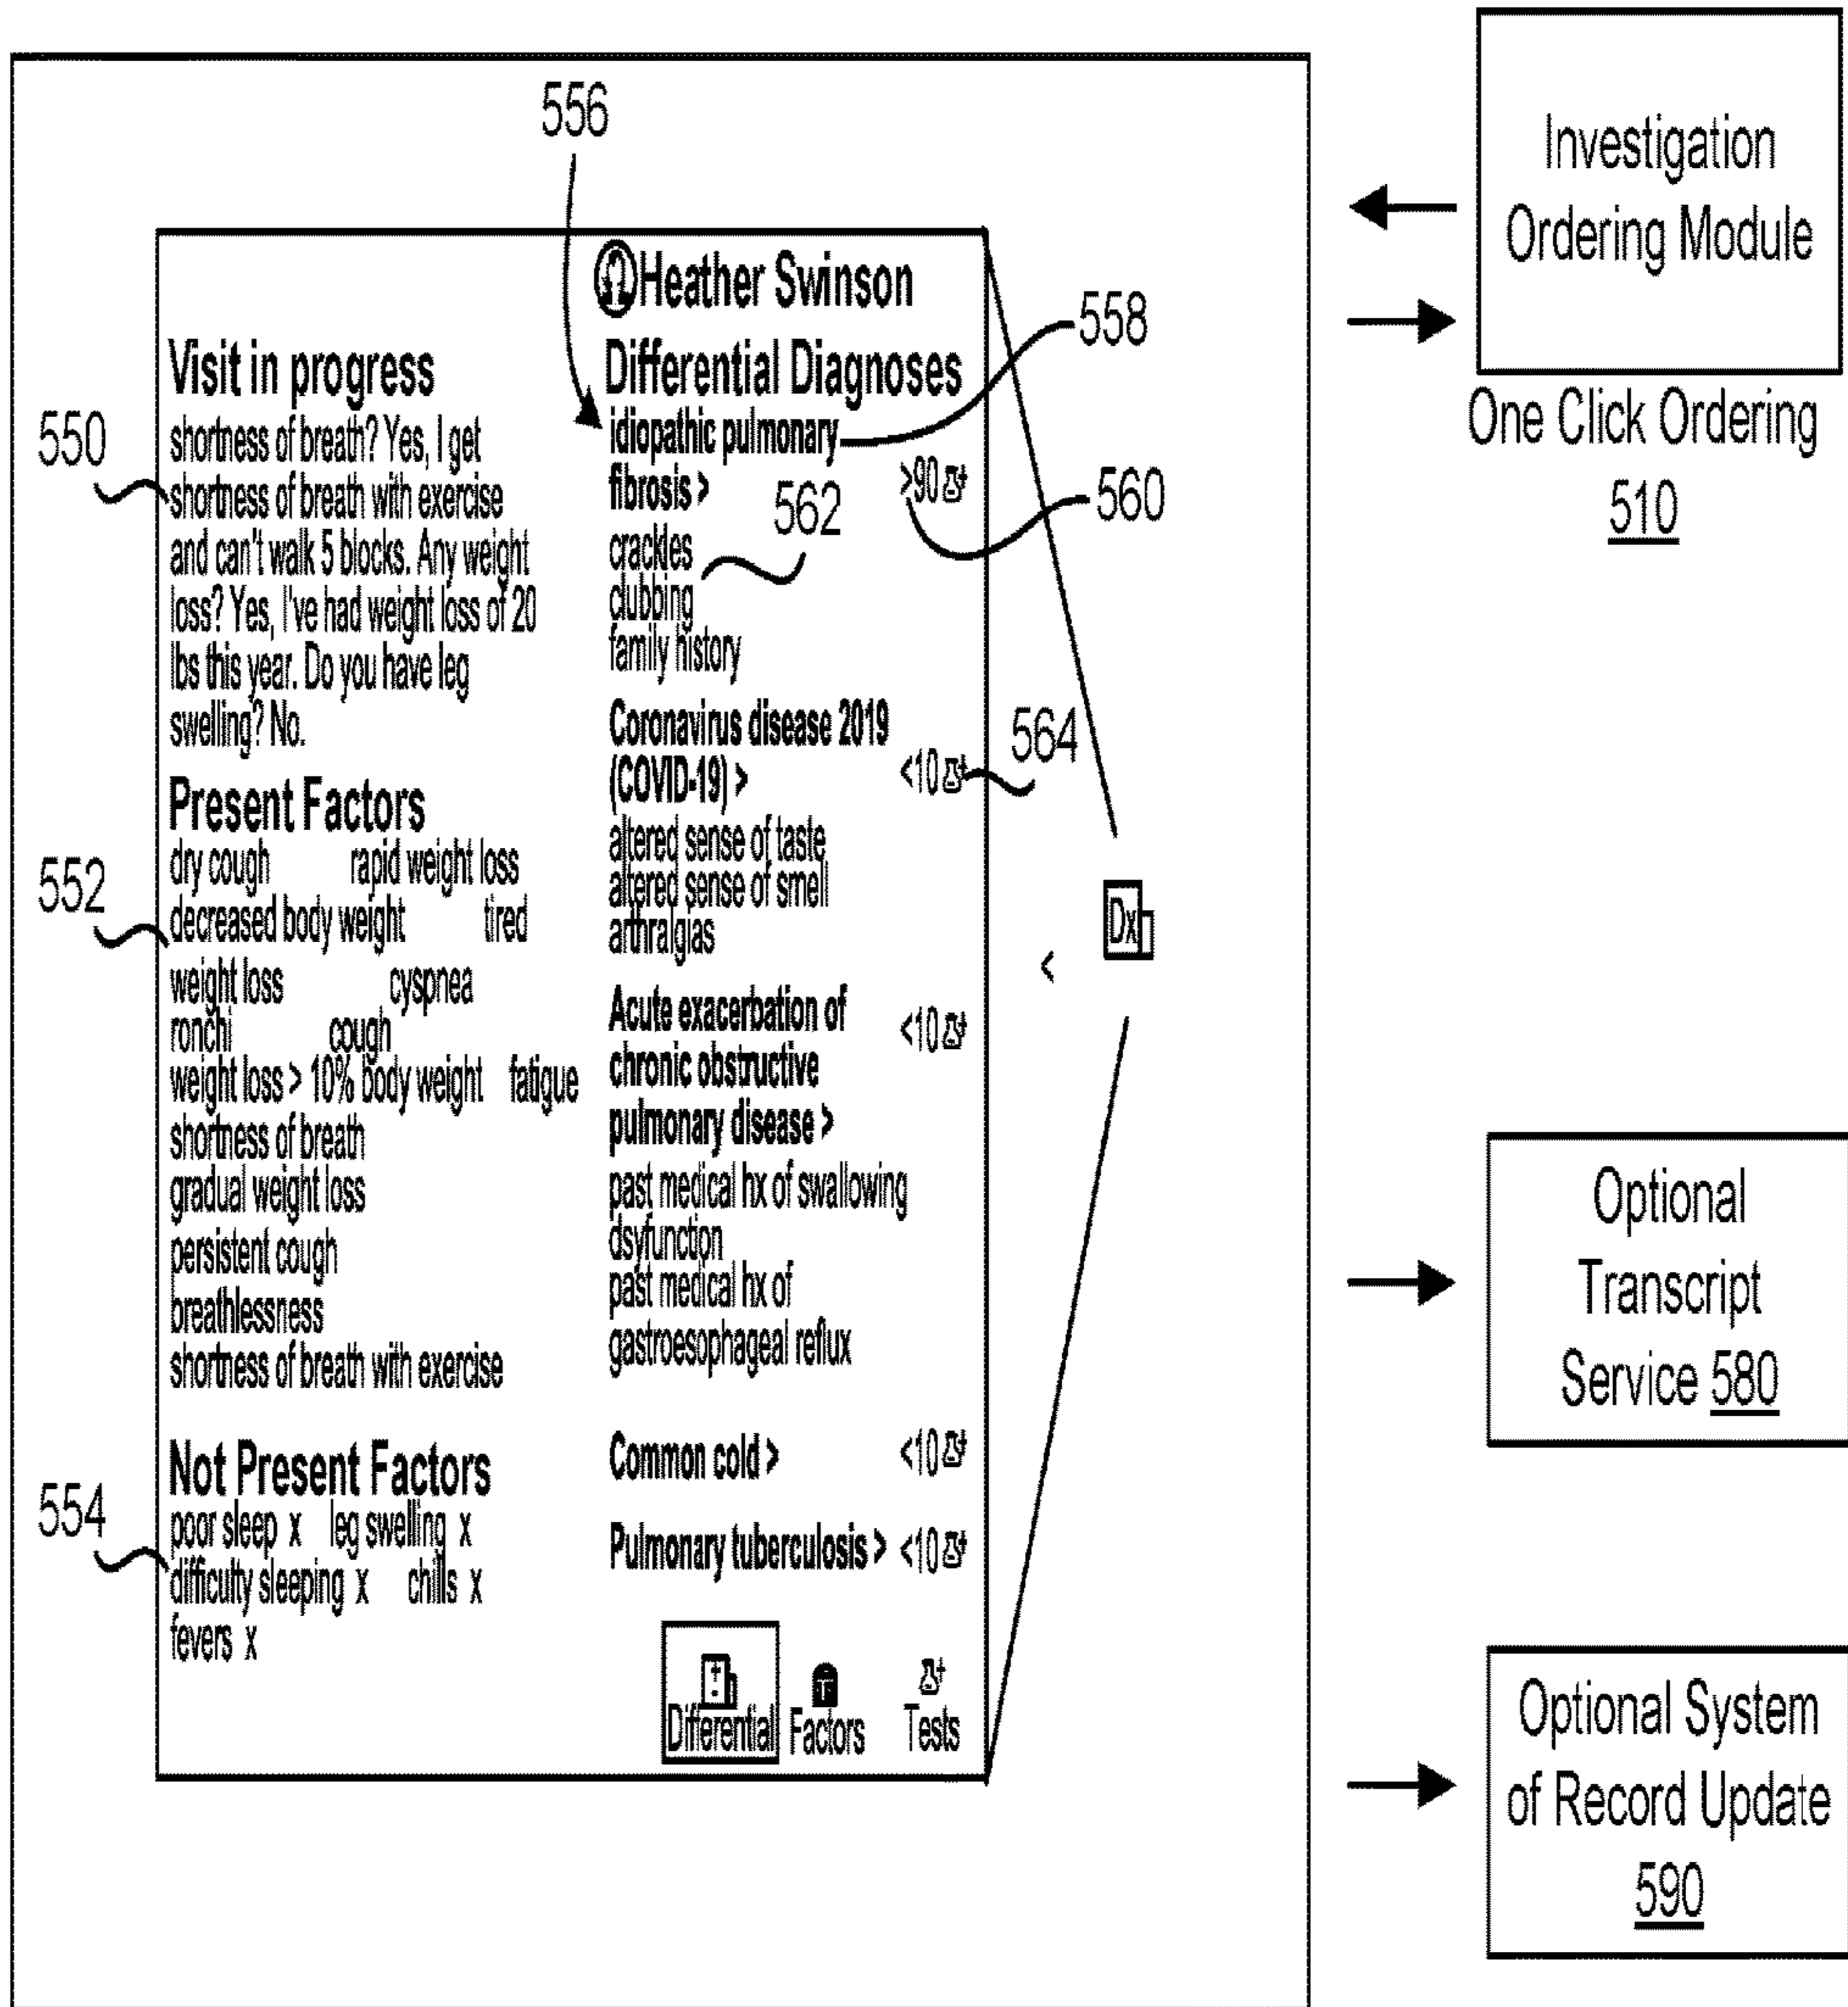 556
Heather Swinson
Visit in progress
550
shortness of breath? Yes, I get
shortness of breath with exercise
and can't walk 5 blocks. Any weight
loss? Yes, I've had weight loss of 20
lbs this year. Do you have leg
swelling? No.
Present Factors
552
dry cough rapid weight loss
decreased body weight tired
weight loss cyspnea
ronchi cough
weight loss > 10% body weight fatigue
shortness of breath
gradual weight loss
persistent cough
breathlessness
shortness of breath with exercise
Not Present Factors
554
poor sleep x leg swelling x
difficulty sleeping x chills x
fevers x
Differential Diagnoses
558
idiopathic pulmonary
fibrosis > >90
560
562
crackles
clubbing
family history
Coronavirus disease 2019
(COVID-19) > <10
564
altered sense of taste
altered sense of smell
arthralgias
Acute exacerbation of <10
chronic obstructive
pulmonary disease >
past medical hx of swallowing
dsyfunction
past medical hx of
gastroesophageal reflux
Common cold > <10
Pulmonary tuberculosis > <10
Differential Factors Tests
<
Dx
Investigation
Ordering Module
One Click Ordering
510
Optional
Transcript
Service 580
Optional System
of Record Update
590